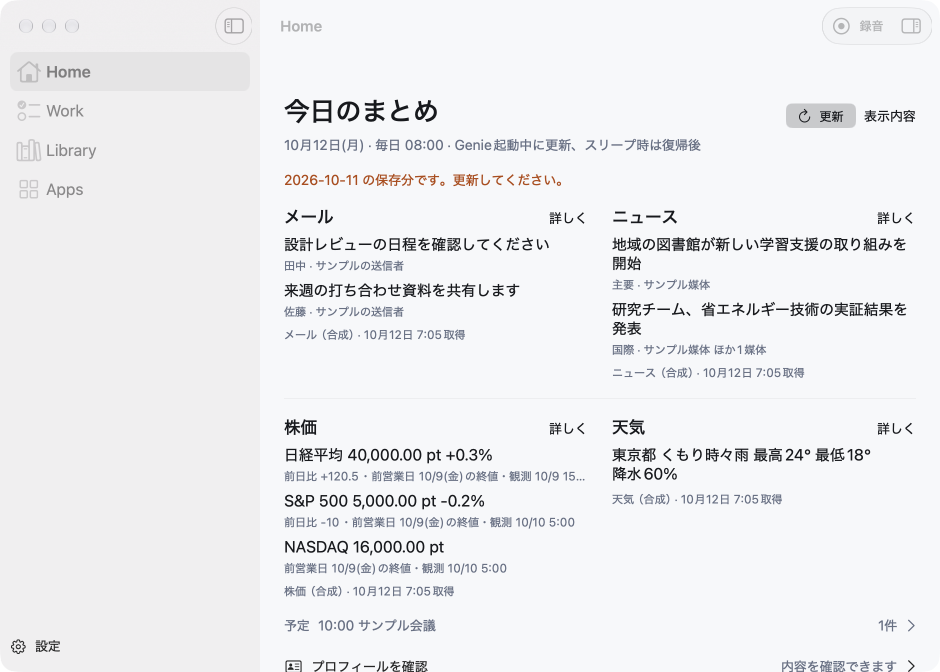 Home
録音
Home
Work
Library
Apps
設定
今日のまとめ
更新
表示内容
10月12日(月) · 毎日 08:00 · Genie起動中に更新、スリープ時は復帰後
2026-10-11 の保存分です。更新してください。
メール
詳しく
設計レビューの日程を確認してください
田中 · サンプルの送信者
来週の打ち合わせ資料を共有します
佐藤 · サンプルの送信者
メール（合成）· 10月12日 7:05取得
ニュース
詳しく
地域の図書館が新しい学習支援の取り組みを
開始
主要 · サンプル媒体
研究チーム、省エネルギー技術の実証結果を
発表
国際 · サンプル媒体 ほか1媒体
ニュース（合成）· 10月12日 7:05取得
株価
詳しく
日経平均 40,000.00 pt +0.3%
前日比 +120.5・前営業日 10/9(金)の終値・観測 10/9 15...
S&P 500 5,000.00 pt -0.2%
前日比 -10・前営業日 10/9(金)の終値・観測 10/10 5:00
NASDAQ 16,000.00 pt
前営業日 10/9(金)の終値・観測 10/10 5:00
株価（合成）· 10月12日 7:05取得
天気
詳しく
東京都 くもり時々雨 最高24° 最低18°
降水60%
天気（合成）· 10月12日 7:05取得
予定 10:00 サンプル会議
1件
プロフィールを確認
内容を確認できます